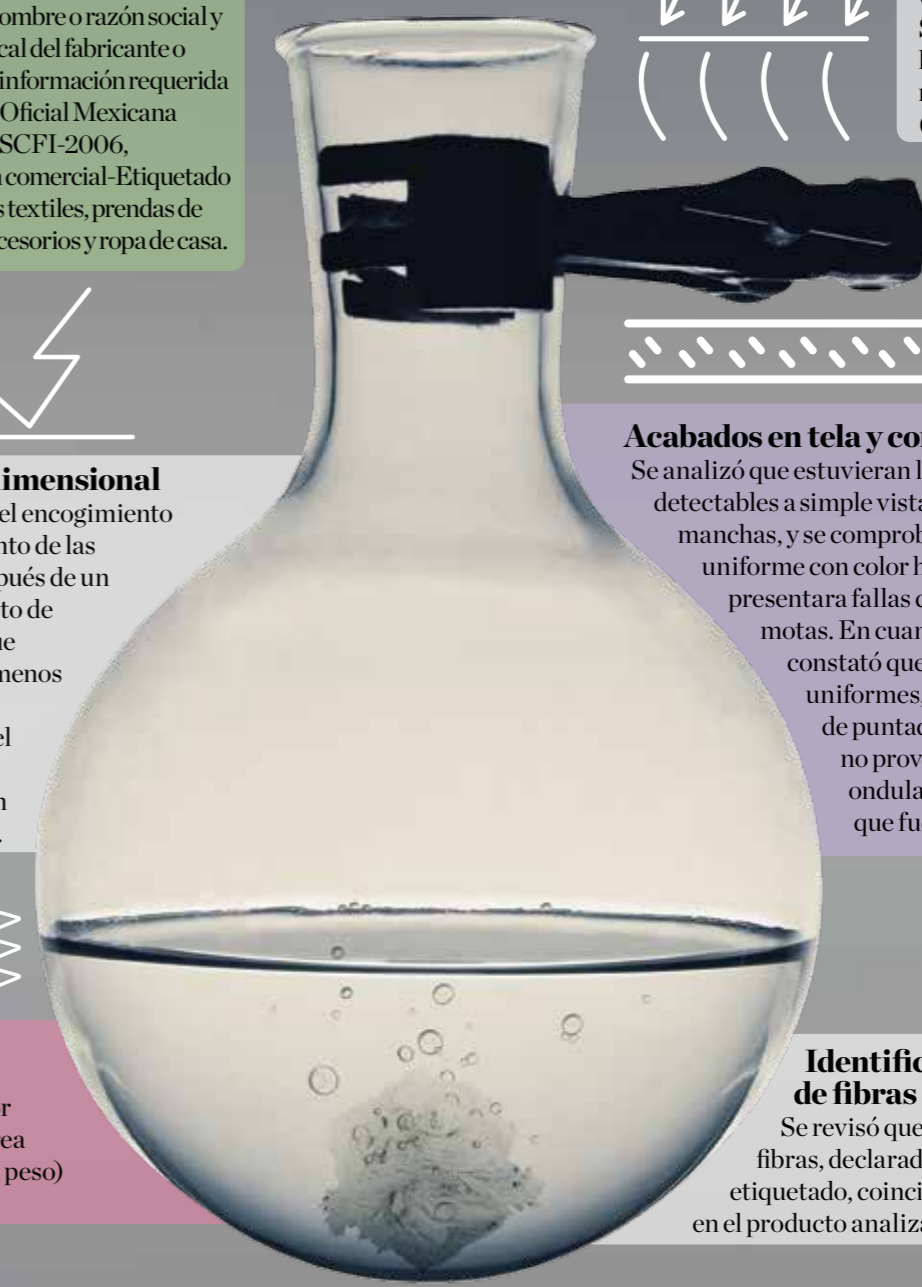 ombre o razón social y
cal del fabricante o
información requerida
Oficial Mexicana
SCFI-2006,
comercial-Etiquetado
s textiles, prendas de
cesorios y ropa de casa.
imensional
el encogimiento
nto de las
pués de un
to de
ue
menos
el
n
Acabados en tela y co
Se analizó que estuvieran l
detectables a simple vista
manchas, y se comprob
uniforme con color h
presentara fallas
motas. En cuan
constató que
uniformes,
de puntad
no prov
ondula
que fue
r
rea
peso)
Identific
de fibras
Se revisó que
fibras, declarad
etiquetado, coinci
en el producto analiza